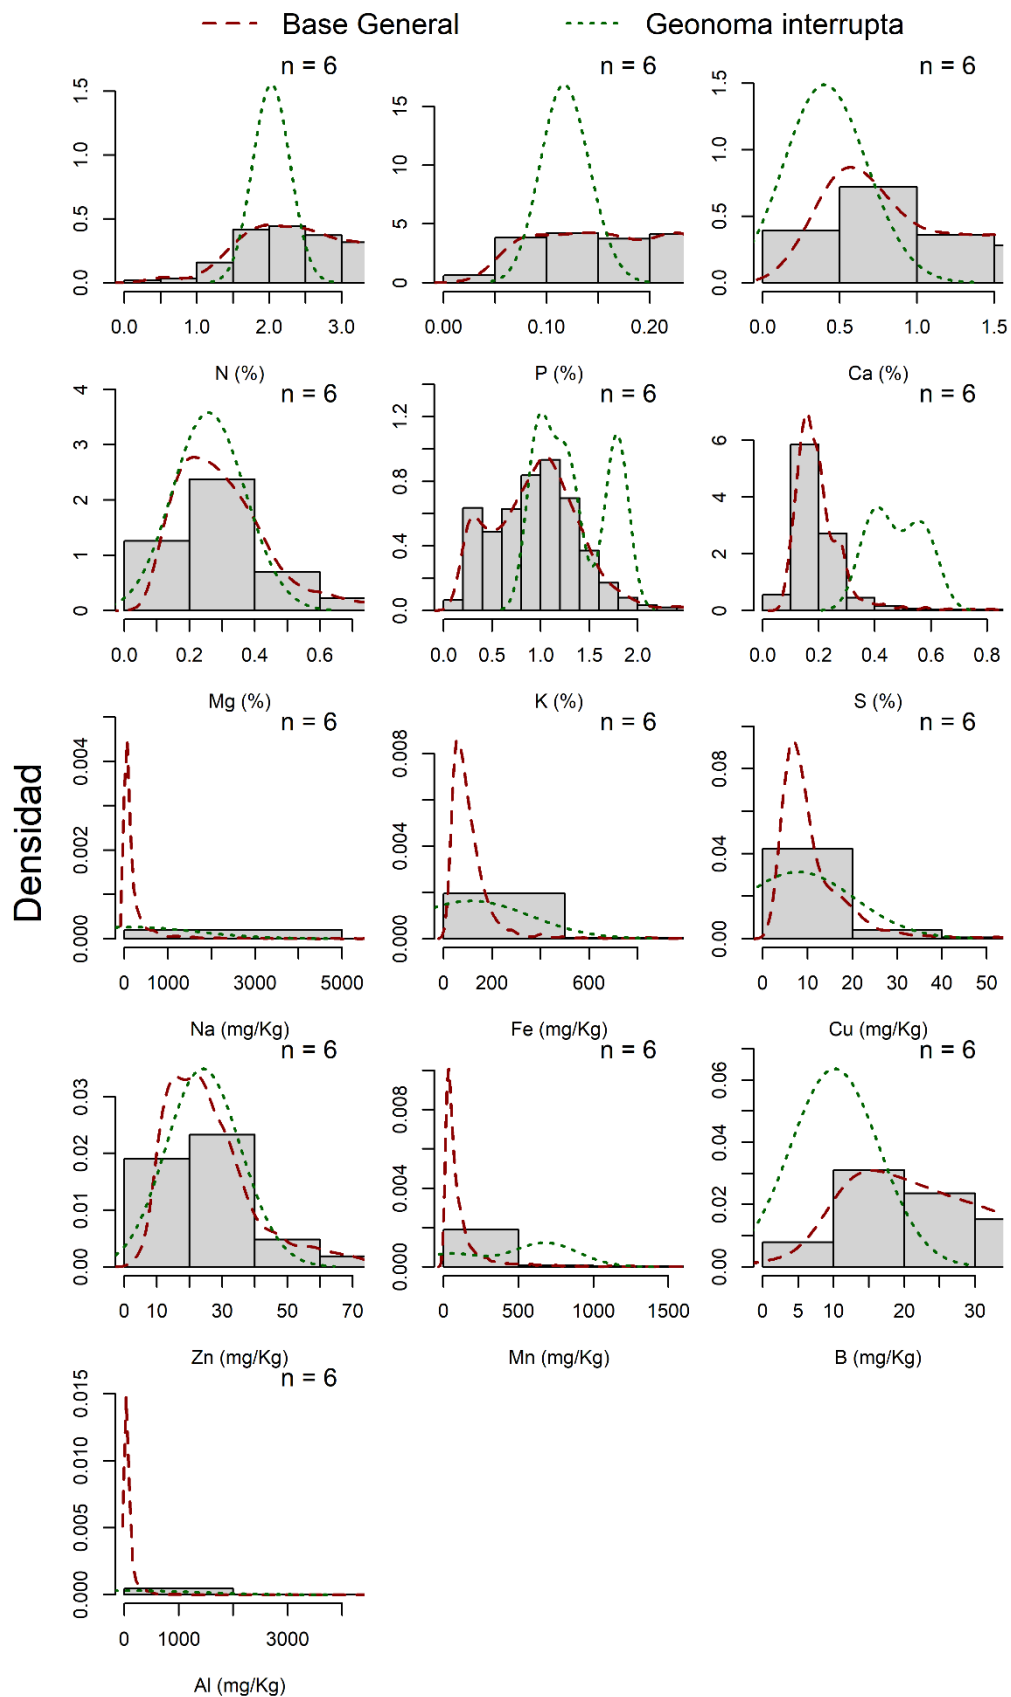 Base General Geonoma interrupta
n = 6 n = 6 n = 6
0.0 0.5 1.0 1.5
0 5 10 15
0.0 0.5 1.0 1.5
0.0 1.0 2.0 3.0
0.00 0.10 0.20
0.0 0.5 1.0 1.5
N (%) P (%) Ca (%)
n = 6 n = 6 n = 6
0 1 2 3 4
0.0 0.4 0.8 1.2
0 2 4 6
0.0 0.2 0.4 0.6
0.0 0.5 1.0 1.5 2.0
0.0 0.2 0.4 0.6 0.8
Mg (%) K (%) S (%)
n = 6 n = 6 n = 6
Densidad
0.000 0.002 0.004
0.000 0.004 0.008
0.00 0.04 0.08
0 1000 3000 5000
0 200 600
0 10 20 30 40 50
Na (mg/Kg) Fe (mg/Kg) Cu (mg/Kg)
n = 6 n = 6 n = 6
0.00 0.01 0.02 0.03
0.000 0.004 0.008
0.00 0.02 0.04 0.06
0 10 30 50 70
0 500 1000 1500
0 5 10 20 30
Zn (mg/Kg) Mn (mg/Kg) B (mg/Kg)
n = 6
0.000 0.005 0.010 0.015
0 1000 3000
Al (mg/Kg)